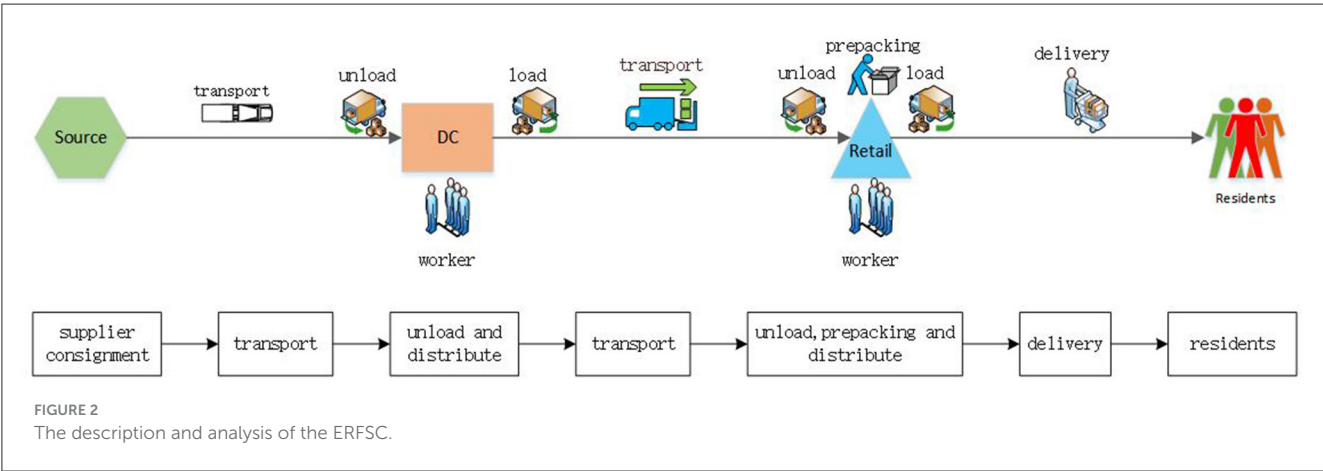 prepacking
delivery
unload
load
transport
unload
load
transport
Source
DC
Retail
Residents
worker
worker
supplier
consignment
transport
unload and
distribute
transport
unload,prepacking and
distribute
delivery
residents
FIGURE 2
The description and analysis of the ERFSC.